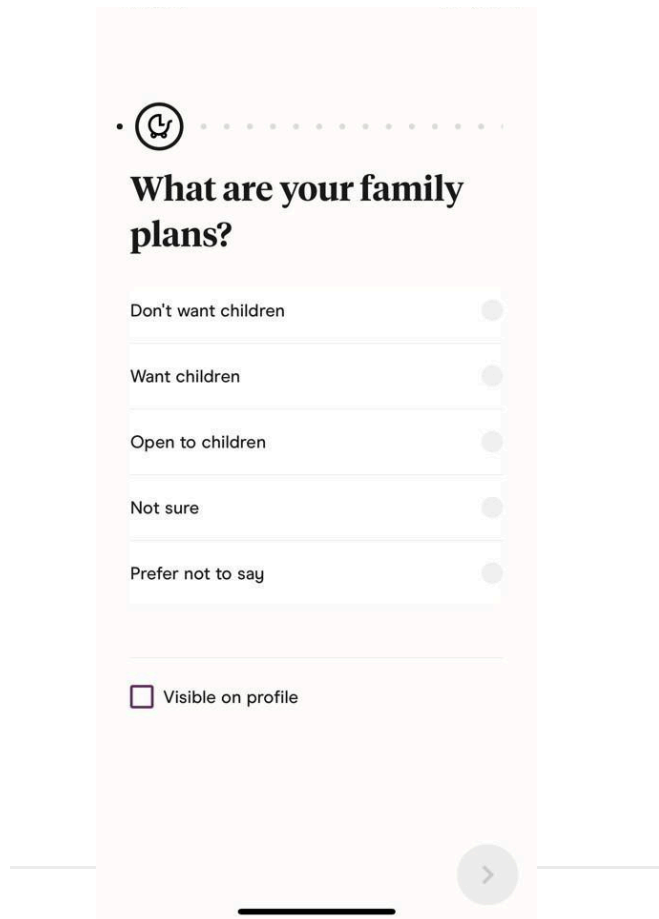 What are your family
plans?
Don't want children
Want children
Open to children
Not sure
Prefer not to say
Visible on profile